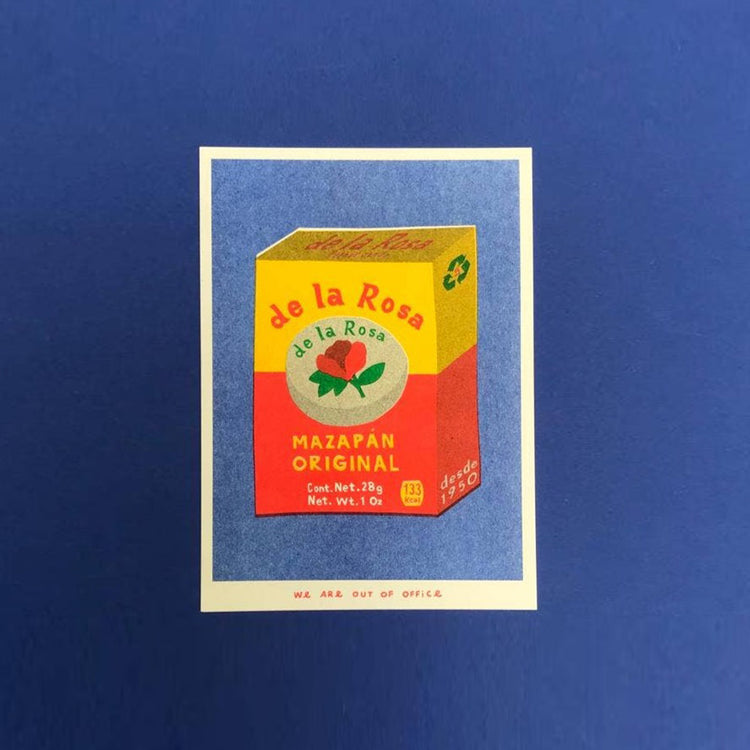 de la Rosa
de la Rosa
de la Rosa
MAZAPÁN
ORIGINAL
Cont. Net. 28g
Net. Wt. 1 Oz
133
kcal
desde
1950
WE ARE OUT OF OFFICE